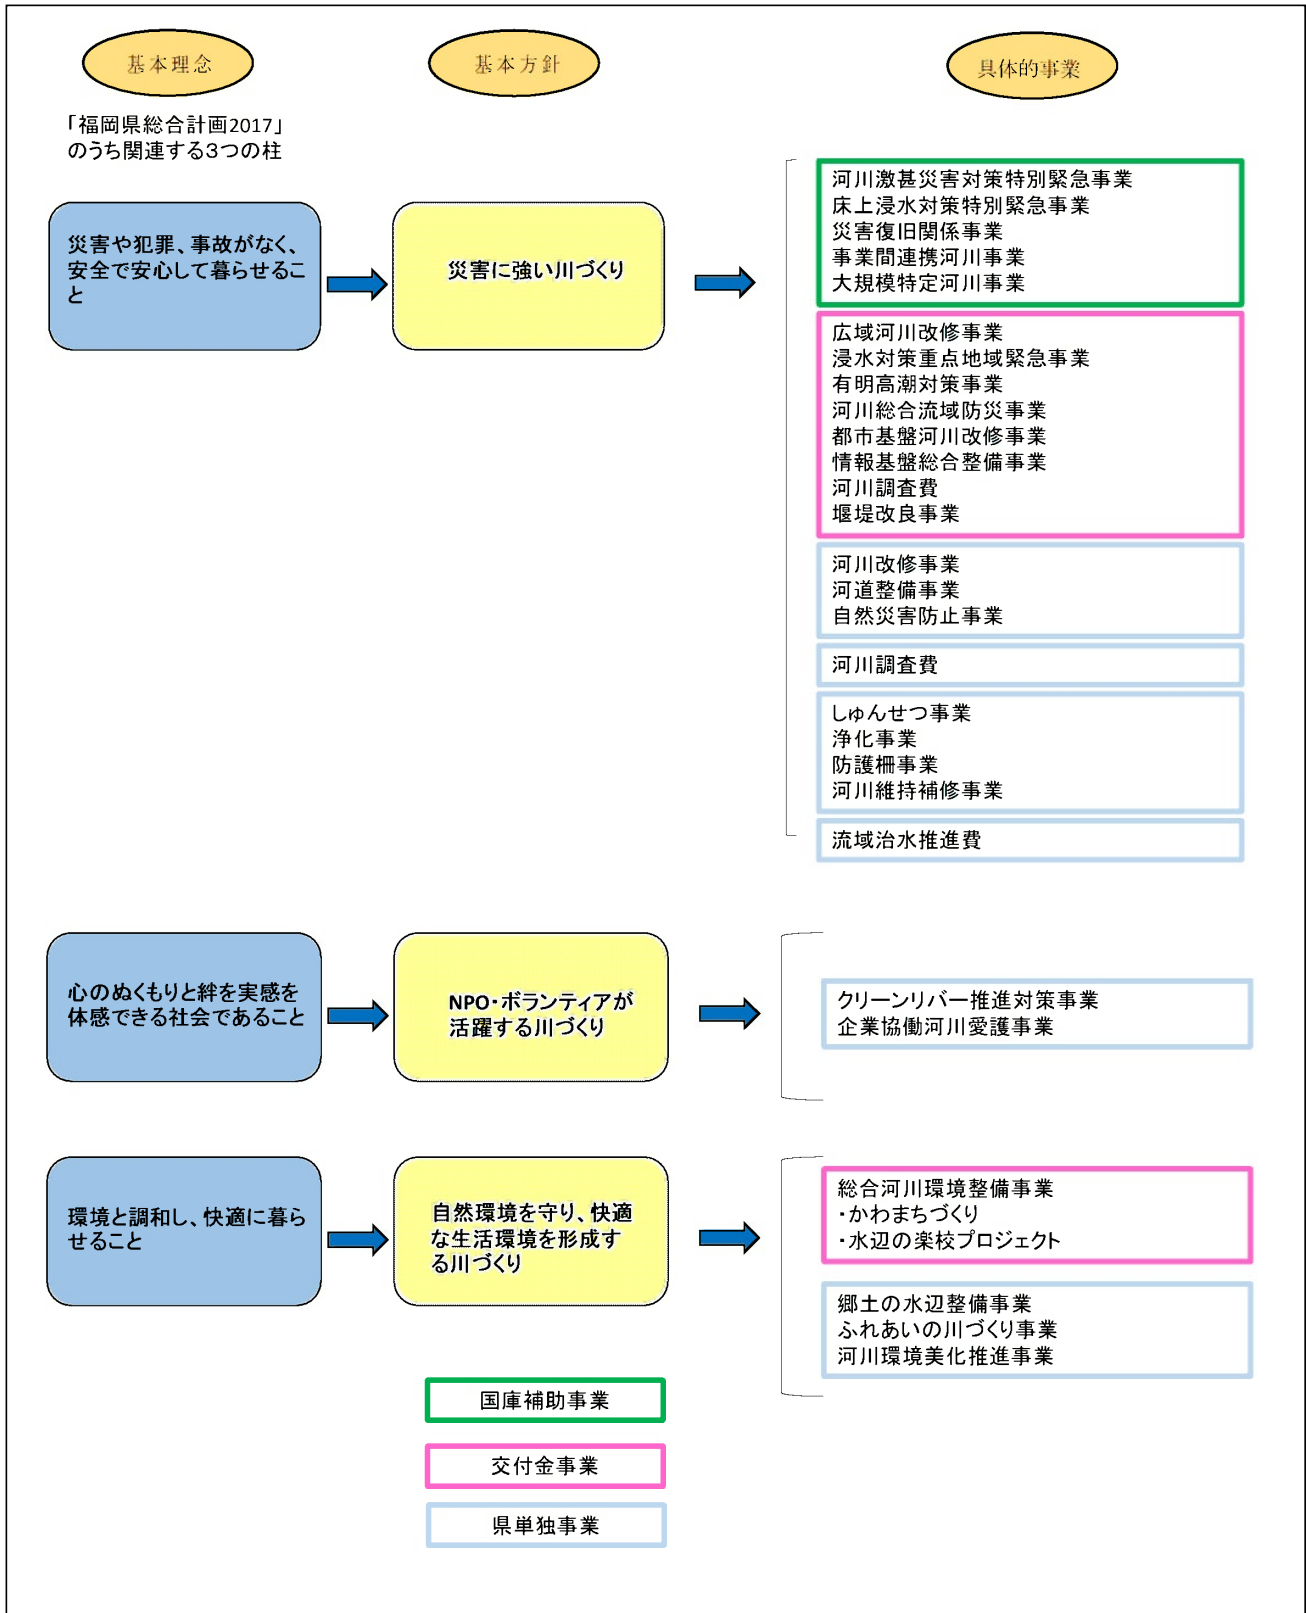 基本理念
基本方針
具体的事業
「福岡県総合計画2017」
のうち関連する3つの柱
災害や犯罪、事故がなく、
安全で安心して暮らせるこ
と
災害に強い川づくり
河川激甚災害対策特別緊急事業
床上浸水対策特別緊急事業
災害復旧関係事業
事業間連携河川事業
大規模特定河川事業
広域河川改修事業
浸水対策重点地域緊急事業
有明高潮対策事業
河川総合流域防災事業
都市基盤河川改修事業
情報基盤総合整備事業
河川調査費
堰堤改良事業
河川改修事業
河道整備事業
自然災害防止事業
河川調査費
しゅんせつ事業
浄化事業
防護柵事業
河川維持補修事業
流域治水推進費
心のぬくもりと絆を実感を
体感できる社会であること
NPO・ボランティアが
活躍する川づくり
クリーンリバー推進対策事業
企業協働河川愛護事業
環境と調和し、快適に暮ら
せること
自然環境を守り、快適
な生活環境を形成す
る川づくり
総合河川環境整備事業
・かわまちづくり
・水辺の楽校プロジェクト
郷土の水辺整備事業
ふれあいの川づくり事業
河川環境美化推進事業
国庫補助事業
交付金事業
県単独事業